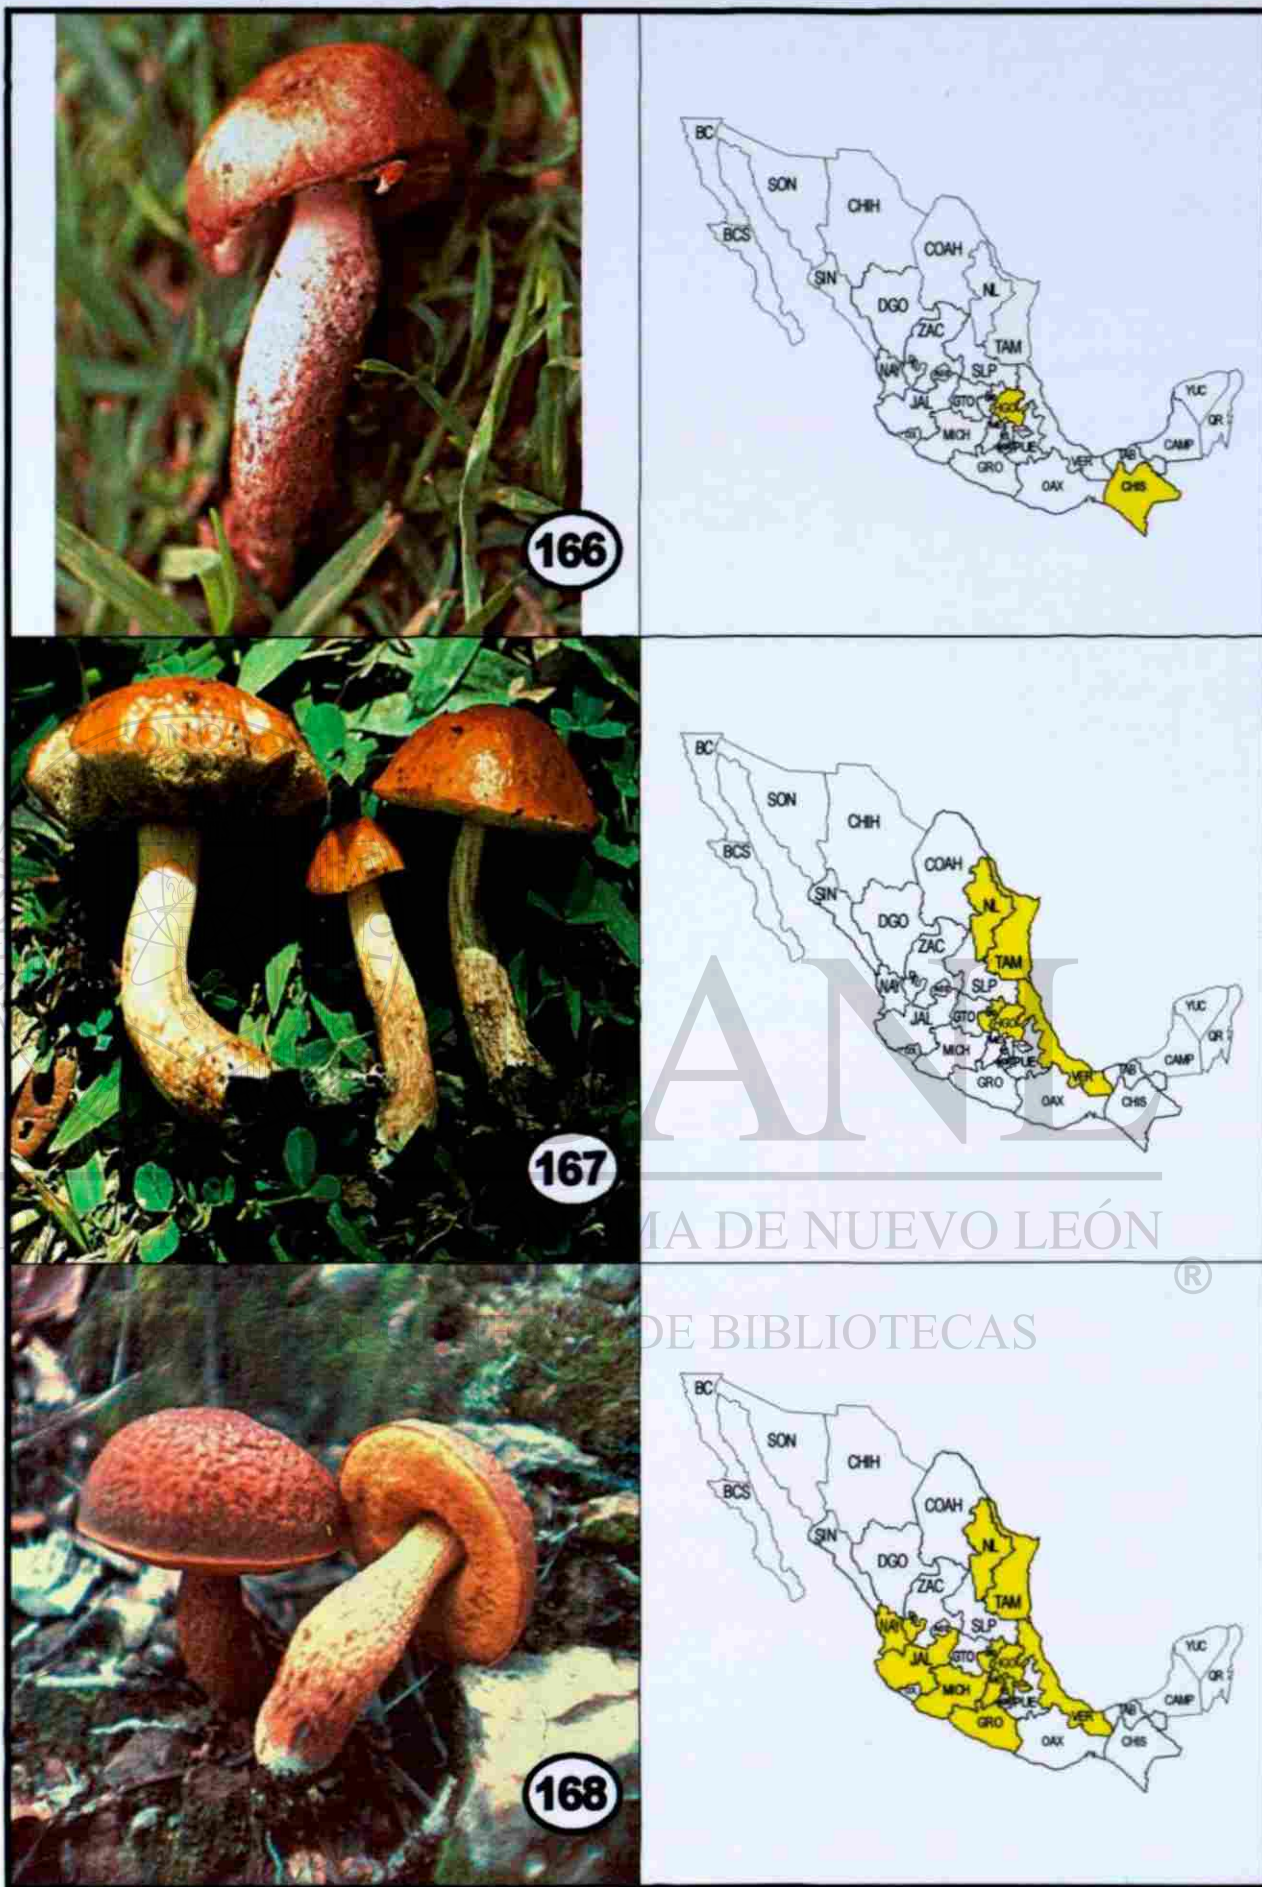 166
BC
SON
CHIH
BCS
COAH
SIN
NL
DGO
ZAC
TAM
NAY
SLP
JAL
GTO
HGO
MICH
PUE
GRO
VER
OAX
TAB
CHIS
CAMP
YUC
QR
167
BC
SON
CHIH
BCS
COAH
SIN
NL
DGO
ZAC
TAM
NAY
SLP
JAL
GTO
HGO
MICH
PUE
GRO
VER
OAX
TAB
CHIS
CAMP
YUC
QR
ANL
MA DE NUEVO LEÓN
®
DE BIBLIOTECAS
168
BC
SON
CHIH
BCS
COAH
SIN
NL
DGO
ZAC
TAM
NAY
SLP
JAL
GTO
HGO
MICH
PUE
GRO
VER
OAX
TAB
CHIS
CAMP
YUC
QR